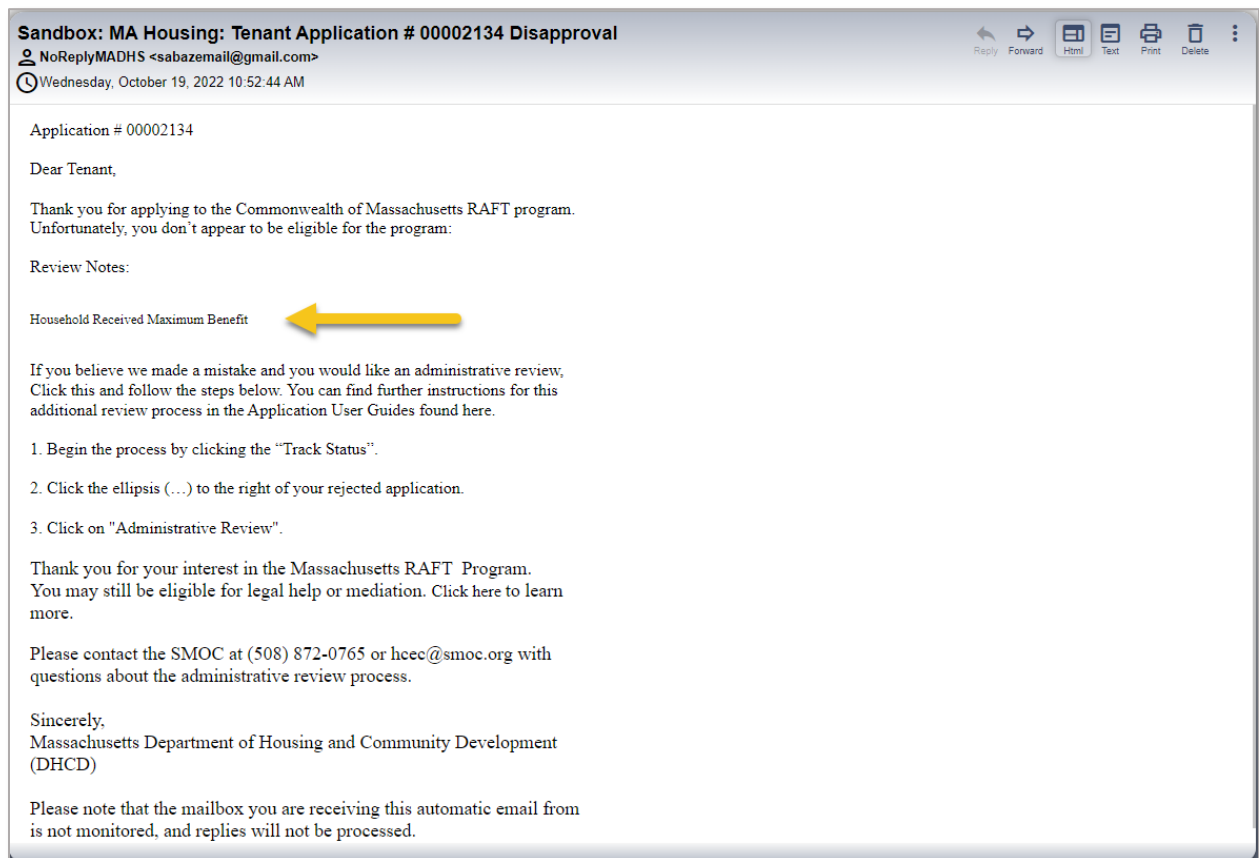 Sandbox: MA Housing: Tenant Application # 00002134 Disapproval
NoReplyMADHS <sabazemail@gmail.com>
Wednesday, October 19, 2022 10:52:44 AM
Reply Forward Html Text Print Delete
Application # 00002134
Dear Tenant,
Thank you for applying to the Commonwealth of Massachusetts RAFT program.
Unfortunately, you don’t appear to be eligible for the program:
Review Notes:
Household Received Maximum Benefit
If you believe we made a mistake and you would like an administrative review,
Click this and follow the steps below. You can find further instructions for this
additional review process in the Application User Guides found here.
1. Begin the process by clicking the “Track Status”.
2. Click the ellipsis (…) to the right of your rejected application.
3. Click on "Administrative Review".
Thank you for your interest in the Massachusetts RAFT Program.
You may still be eligible for legal help or mediation. Click here to learn
more.
Please contact the SMOC at (508) 872-0765 or hcec@smoc.org with
questions about the administrative review process.
Sincerely,
Massachusetts Department of Housing and Community Development
(DHCD)
Please note that the mailbox you are receiving this automatic email from
is not monitored, and replies will not be processed.